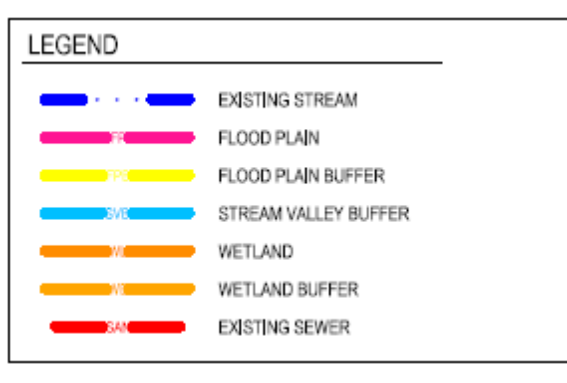 LEGEND
EXISTING STREAM
FP FLOOD PLAIN
FPB FLOOD PLAIN BUFFER
SVB STREAM VALLEY BUFFER
WETLAND
WETLAND BUFFER
SAN EXISTING SEWER